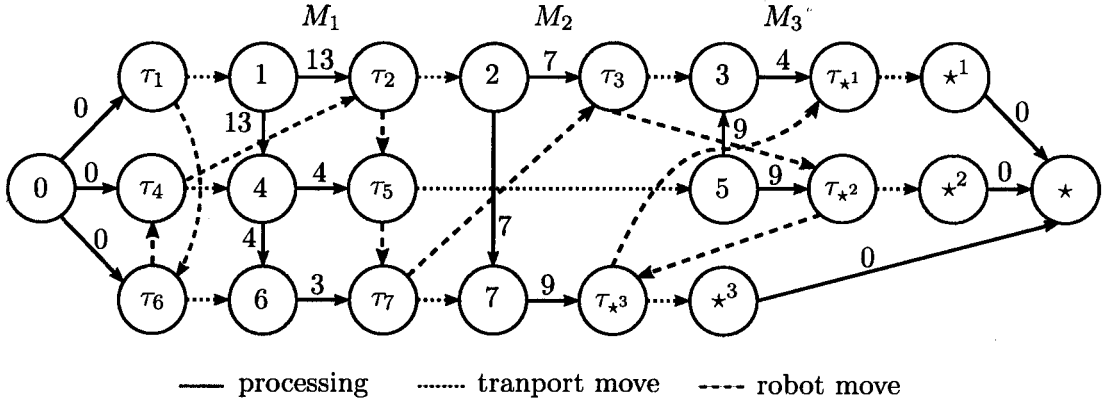 M₁ M₂ M₃
13 7 4
τ₁ 1 τ₂ 2 τ₃ 3 τ⋆¹ ⋆¹
0 13 9 0
0 0 4 9 0
0 τ₄ 4 τ₅ 5 τ⋆² ⋆² ⋆
0 4 7 0
3 9
τ₆ 6 τ₇ 7 τ⋆³ ⋆³
processing tranport move robot move